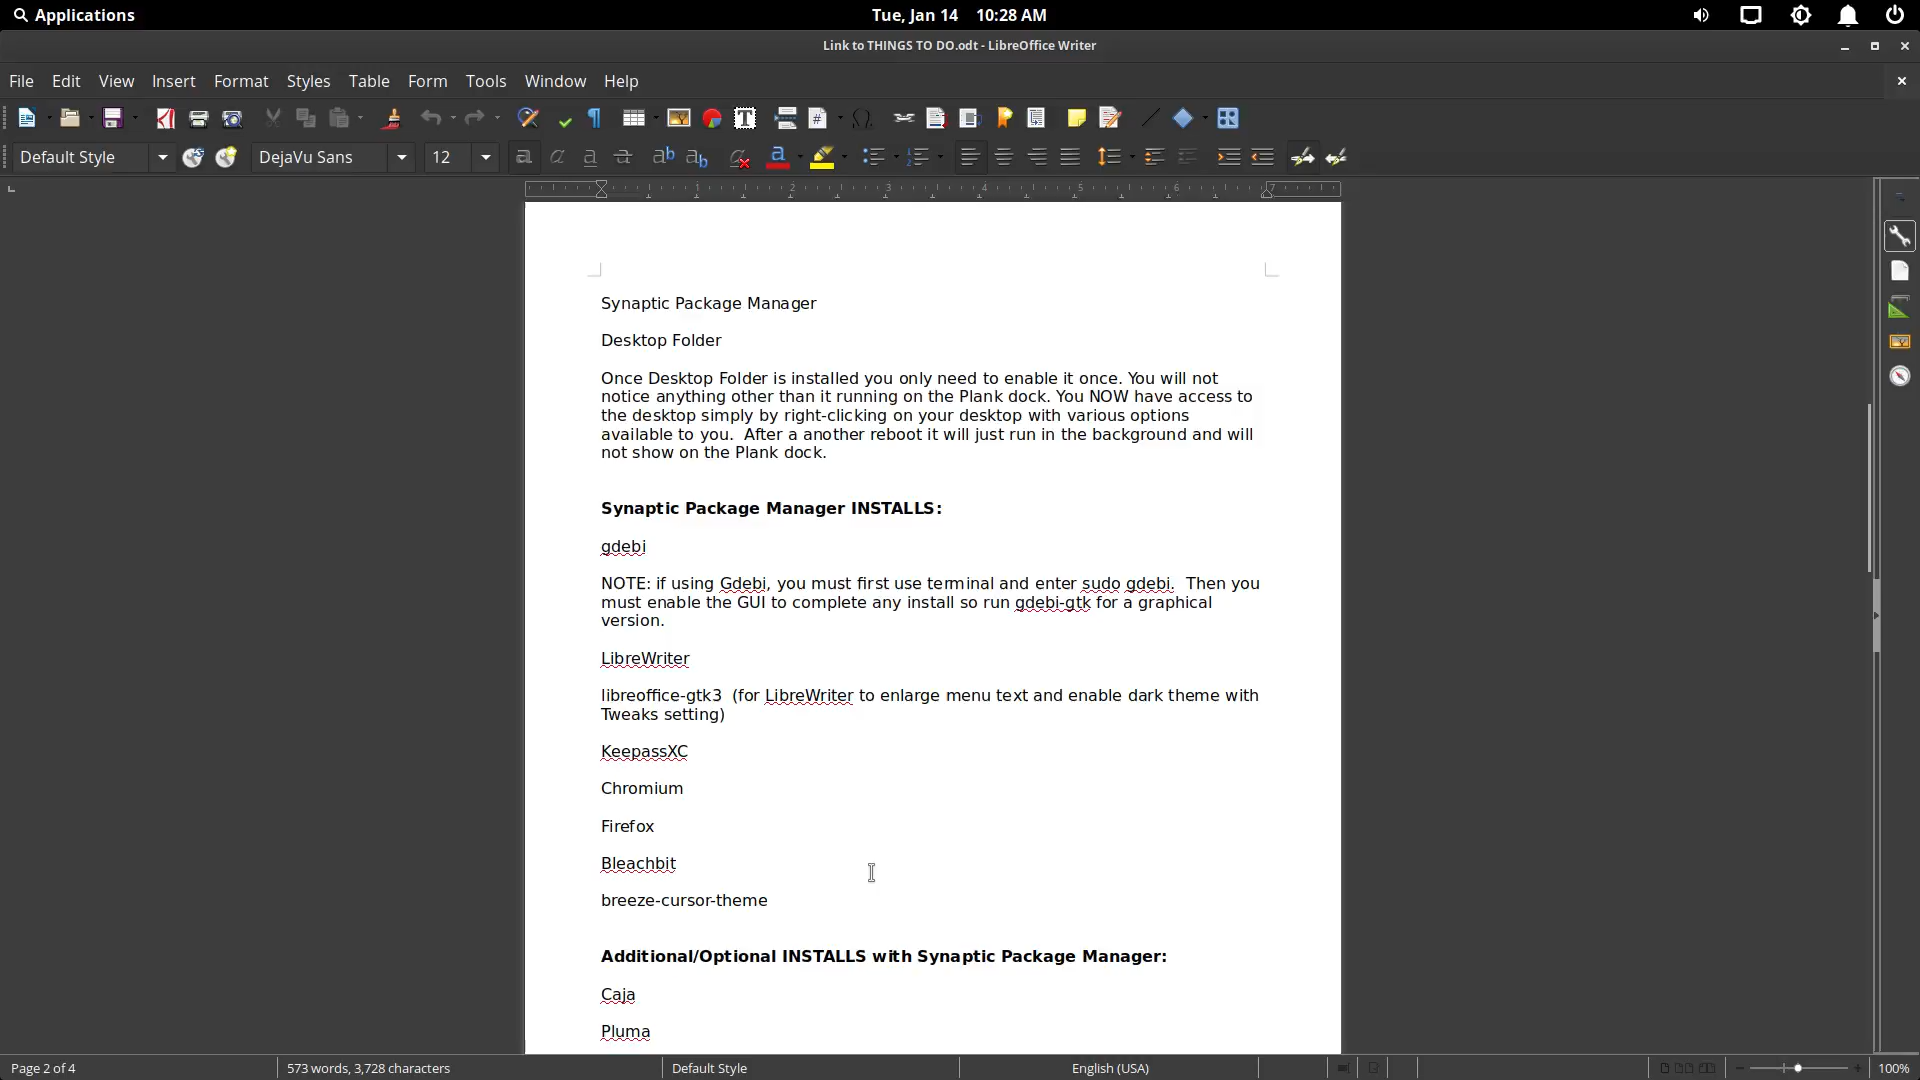 Applications
Tue, Jan 14 10:28 AM
Link to THINGS TO DO.odt - LibreOffice Writer
File Edit View Insert Format Styles Table Form Tools Window Help
Default Style DejaVu Sans 12
1 2 3 4 5 6 7
Synaptic Package Manager
Desktop Folder
Once Desktop Folder is installed you only need to enable it once. You will not
notice anything other than it running on the Plank dock. You NOW have access to
the desktop simply by right-clicking on your desktop with various options
available to you.  After a another reboot it will just run in the background and will
not show on the Plank dock.
Synaptic Package Manager INSTALLS:
gdebi
NOTE: if using Gdebi, you must first use terminal and enter sudo gdebi.  Then you
must enable the GUI to complete any install so run gdebi-gtk for a graphical
version.
LibreWriter
libreoffice-gtk3  (for LibreWriter to enlarge menu text and enable dark theme with
Tweaks setting)
KeepassXC
Chromium
Firefox
Bleachbit
breeze-cursor-theme
Additional/Optional INSTALLS with Synaptic Package Manager:
Caja
Pluma
Page 2 of 4 573 words, 3,728 characters Default Style English (USA) 100%